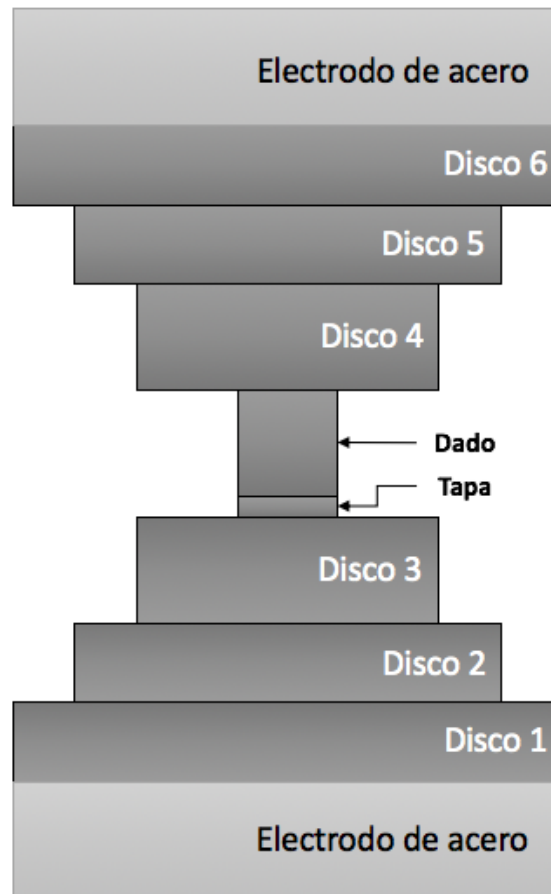 Electrodo de acero
Disco 6
Disco 5
Disco 4
Dado
Tapa
Disco 3
Disco 2
Disco 1
Electrodo de acero